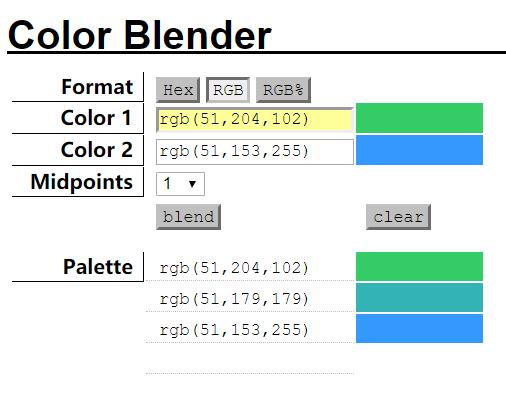 Color Blender
Format Hex RGB RGB%
Color 1 rgb(51,204,102)
Color 2 rgb(51,153,255)
Midpoints 1
blend clear
Palette rgb(51,204,102)
rgb(51,179,179)
rgb(51,153,255)